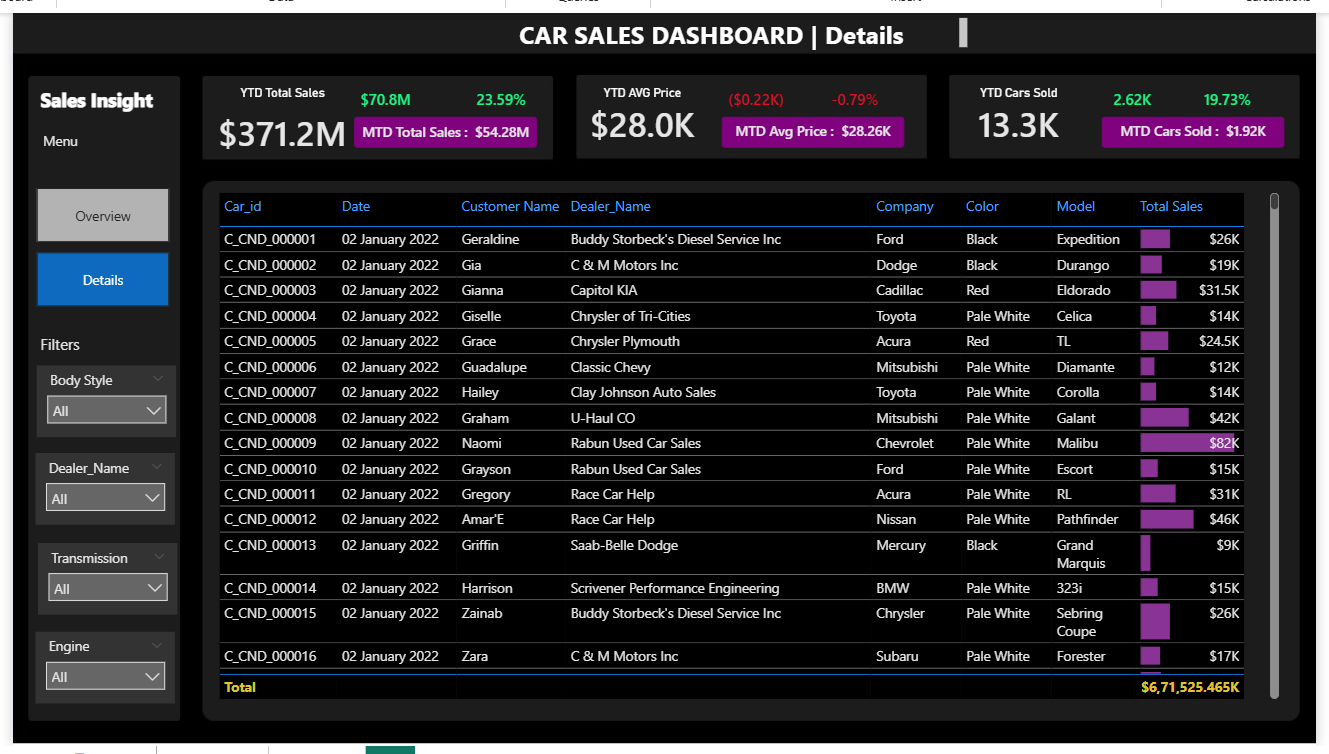 CAR SALES DASHBOARD | Details
Sales Insight
Menu
Overview
Details
Filters
Body Style
All
Dealer_Name
All
Transmission
All
Engine
All
YTD Total Sales
$371.2M
$70.8M 23.59%
MTD Total Sales : $54.28M
YTD AVG Price
$28.0K
($0.22K) -0.79%
MTD Avg Price : $28.26K
YTD Cars Sold
13.3K
2.62K 19.73%
MTD Cars Sold : $1.92K
Car_id Date Customer Name Dealer_Name Company Color Model Total Sales
C_CND_000001 02 January 2022 Geraldine Buddy Storbeck's Diesel Service Inc Ford Black Expedition $26K
C_CND_000002 02 January 2022 Gia C & M Motors Inc Dodge Black Durango $19K
C_CND_000003 02 January 2022 Gianna Capitol KIA Cadillac Red Eldorado $31.5K
C_CND_000004 02 January 2022 Giselle Chrysler of Tri-Cities Toyota Pale White Celica $14K
C_CND_000005 02 January 2022 Grace Chrysler Plymouth Acura Red TL $24.5K
C_CND_000006 02 January 2022 Guadalupe Classic Chevy Mitsubishi Pale White Diamante $12K
C_CND_000007 02 January 2022 Hailey Clay Johnson Auto Sales Toyota Pale White Corolla $14K
C_CND_000008 02 January 2022 Graham U-Haul CO Mitsubishi Pale White Galant $42K
C_CND_000009 02 January 2022 Naomi Rabun Used Car Sales Chevrolet Pale White Malibu $82K
C_CND_000010 02 January 2022 Grayson Rabun Used Car Sales Ford Pale White Escort $15K
C_CND_000011 02 January 2022 Gregory Race Car Help Acura Pale White RL $31K
C_CND_000012 02 January 2022 Amar'E Race Car Help Nissan Pale White Pathfinder $46K
C_CND_000013 02 January 2022 Griffin Saab-Belle Dodge Mercury Black Grand $9K
Marquis
C_CND_000014 02 January 2022 Harrison Scrivener Performance Engineering BMW Pale White 323i $15K
C_CND_000015 02 January 2022 Zainab Buddy Storbeck's Diesel Service Inc Chrysler Pale White Sebring $26K
Coupe
C_CND_000016 02 January 2022 Zara C & M Motors Inc Subaru Pale White Forester $17K
Total $6,71,525.465K